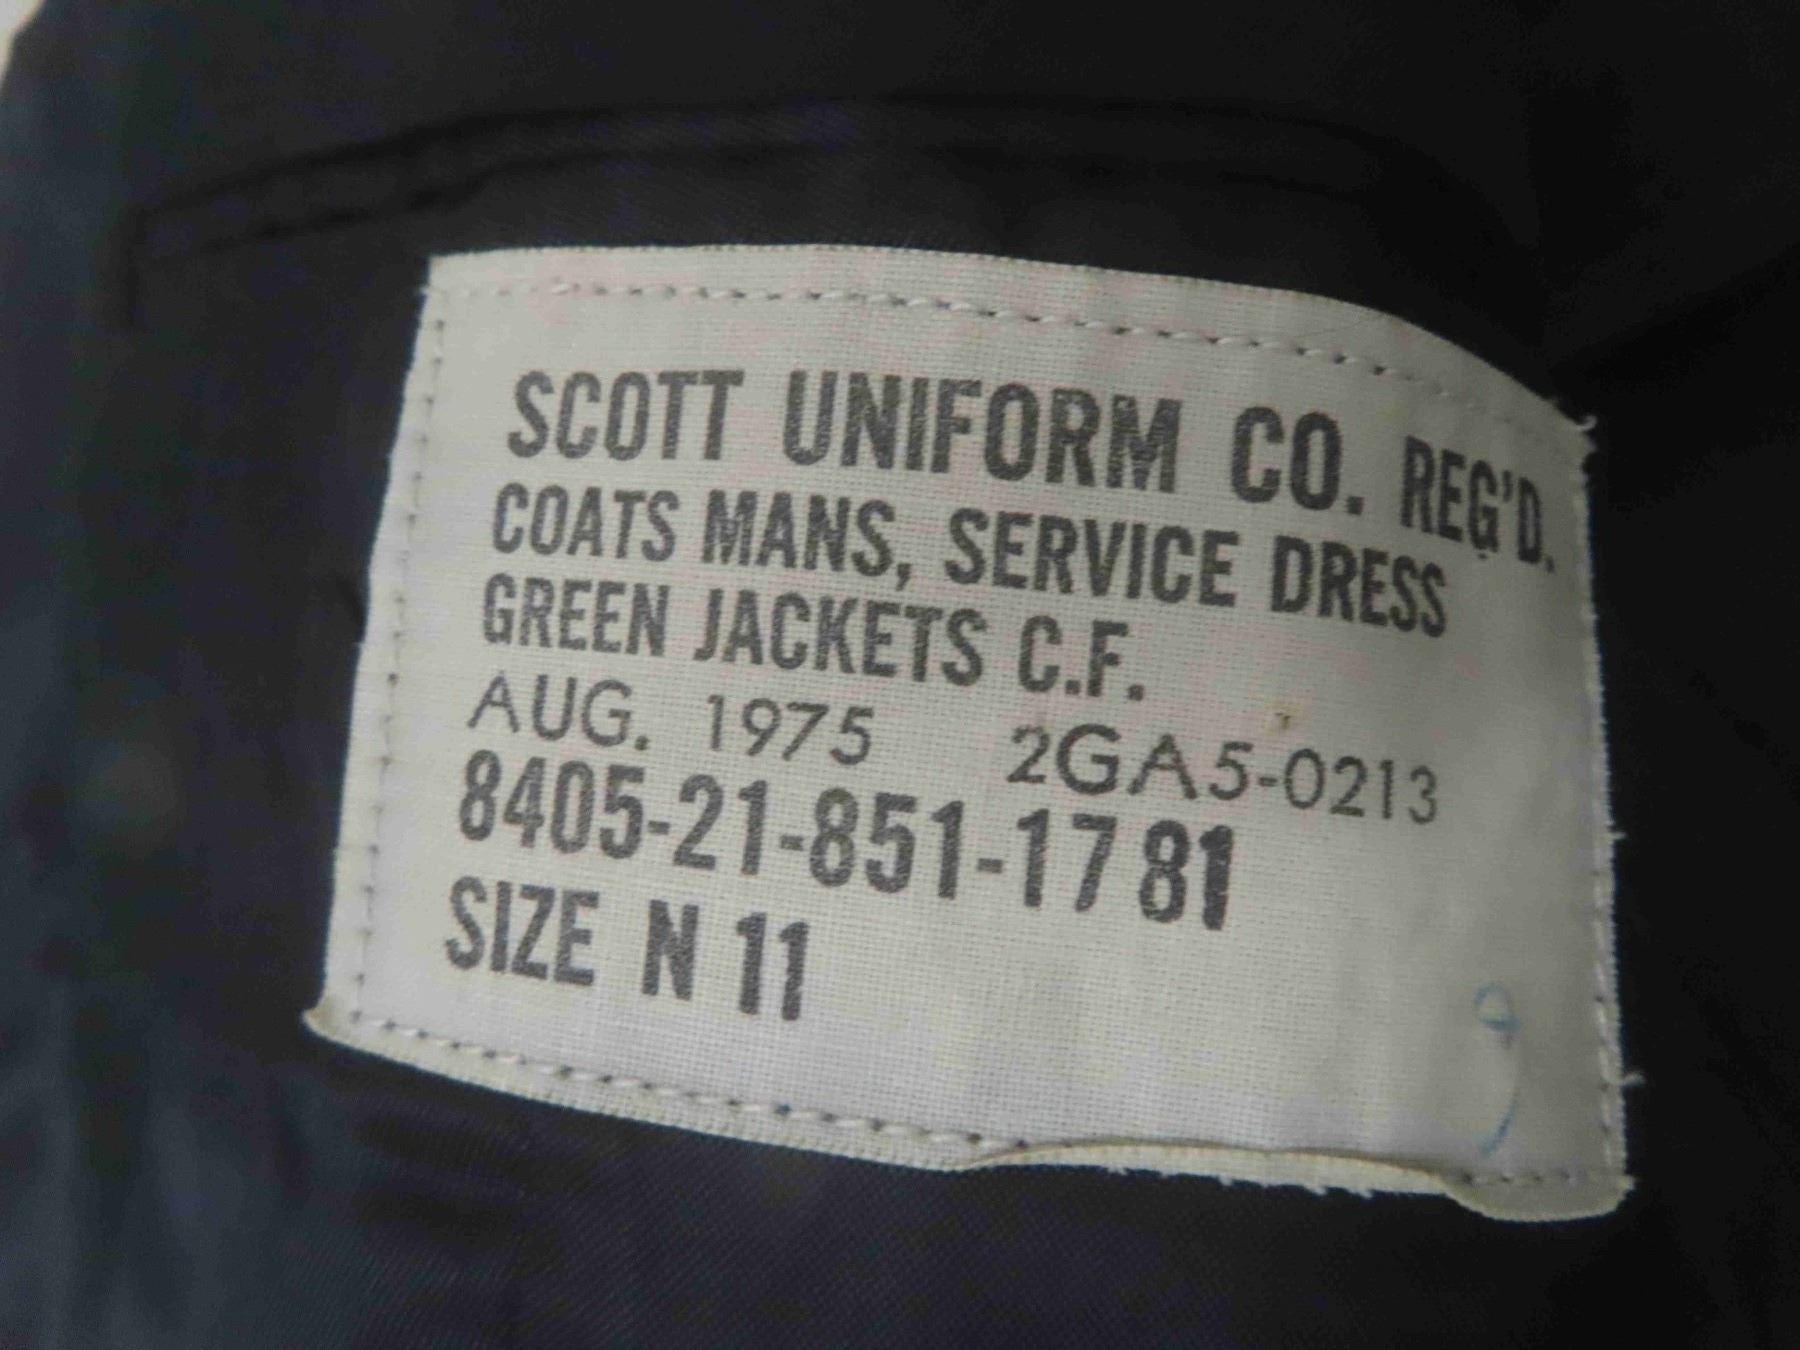 SCOTT UNIFORM CO. REG'D.
COATS MANS, SERVICE DRESS
GREEN JACKETS C.F.
AUG. 1975 2GA5-0213
8405-21-851-1781
SIZE N 11